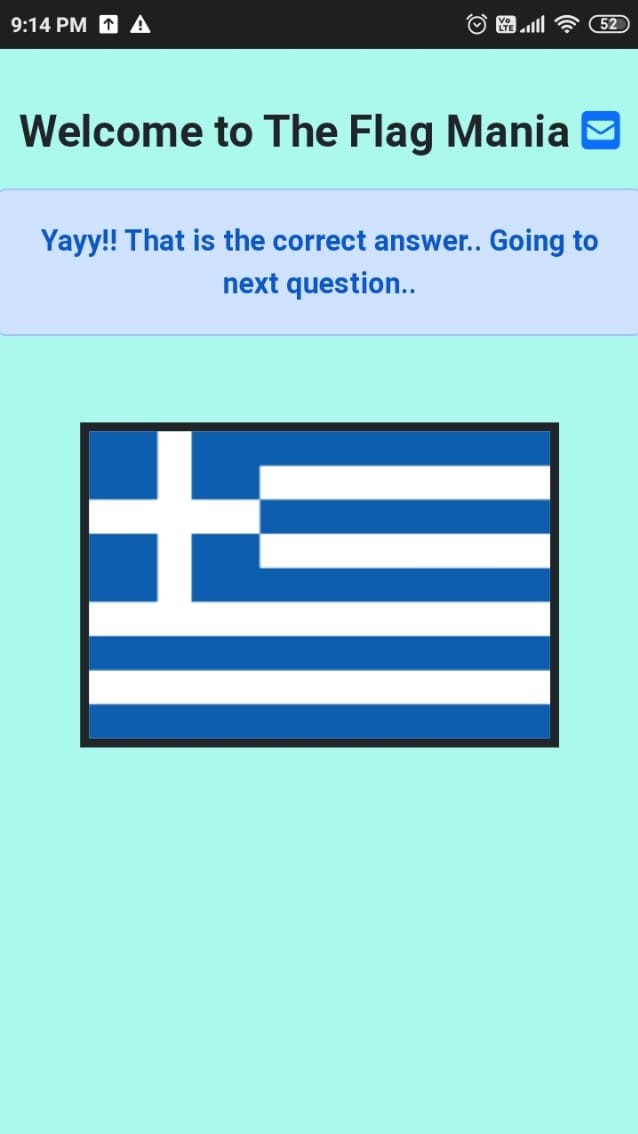 9:14 PM
Vo LTE
52
Welcome to The Flag Mania
Yayy!! That is the correct answer.. Going to
next question..